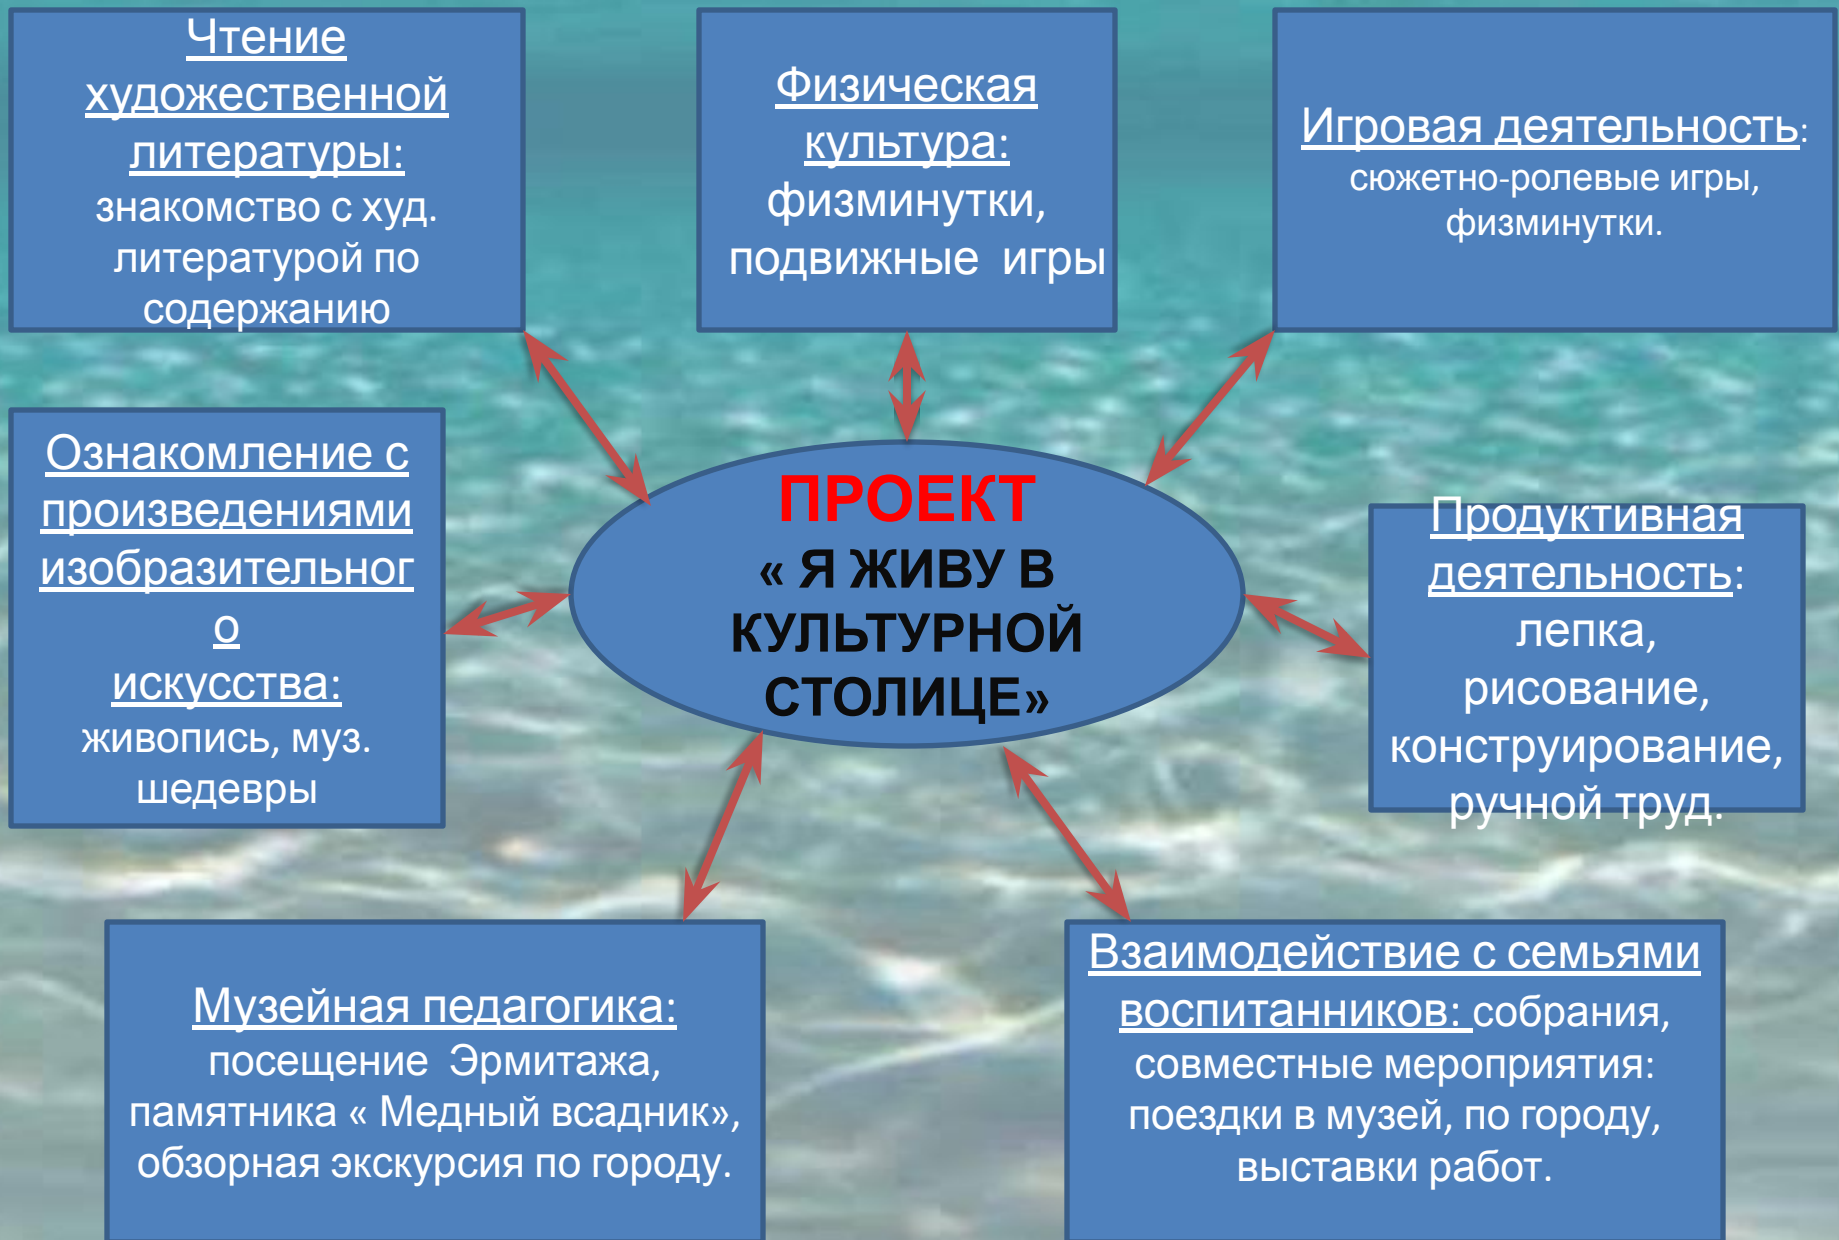 Чтение
художественной
литературы:
знакомство с худ.
литературой по
содержанию
Физическая
культура:
физминутки,
подвижные игры
Игровая деятельность:
сюжетно-ролевые игры,
физминутки.
Ознакомление с
произведениями
изобразительног
о
искусства:
живопись, муз.
шедевры
ПРОЕКТ
« Я ЖИВУ В
КУЛЬТУРНОЙ
СТОЛИЦЕ»
Продуктивная
деятельность:
лепка,
рисование,
конструирование,
ручной труд.
Музейная педагогика:
посещение Эрмитажа,
памятника « Медный всадник»,
обзорная экскурсия по городу.
Взаимодействие с семьями
воспитанников: собрания,
совместные мероприятия:
поездки в музей, по городу,
выставки работ.